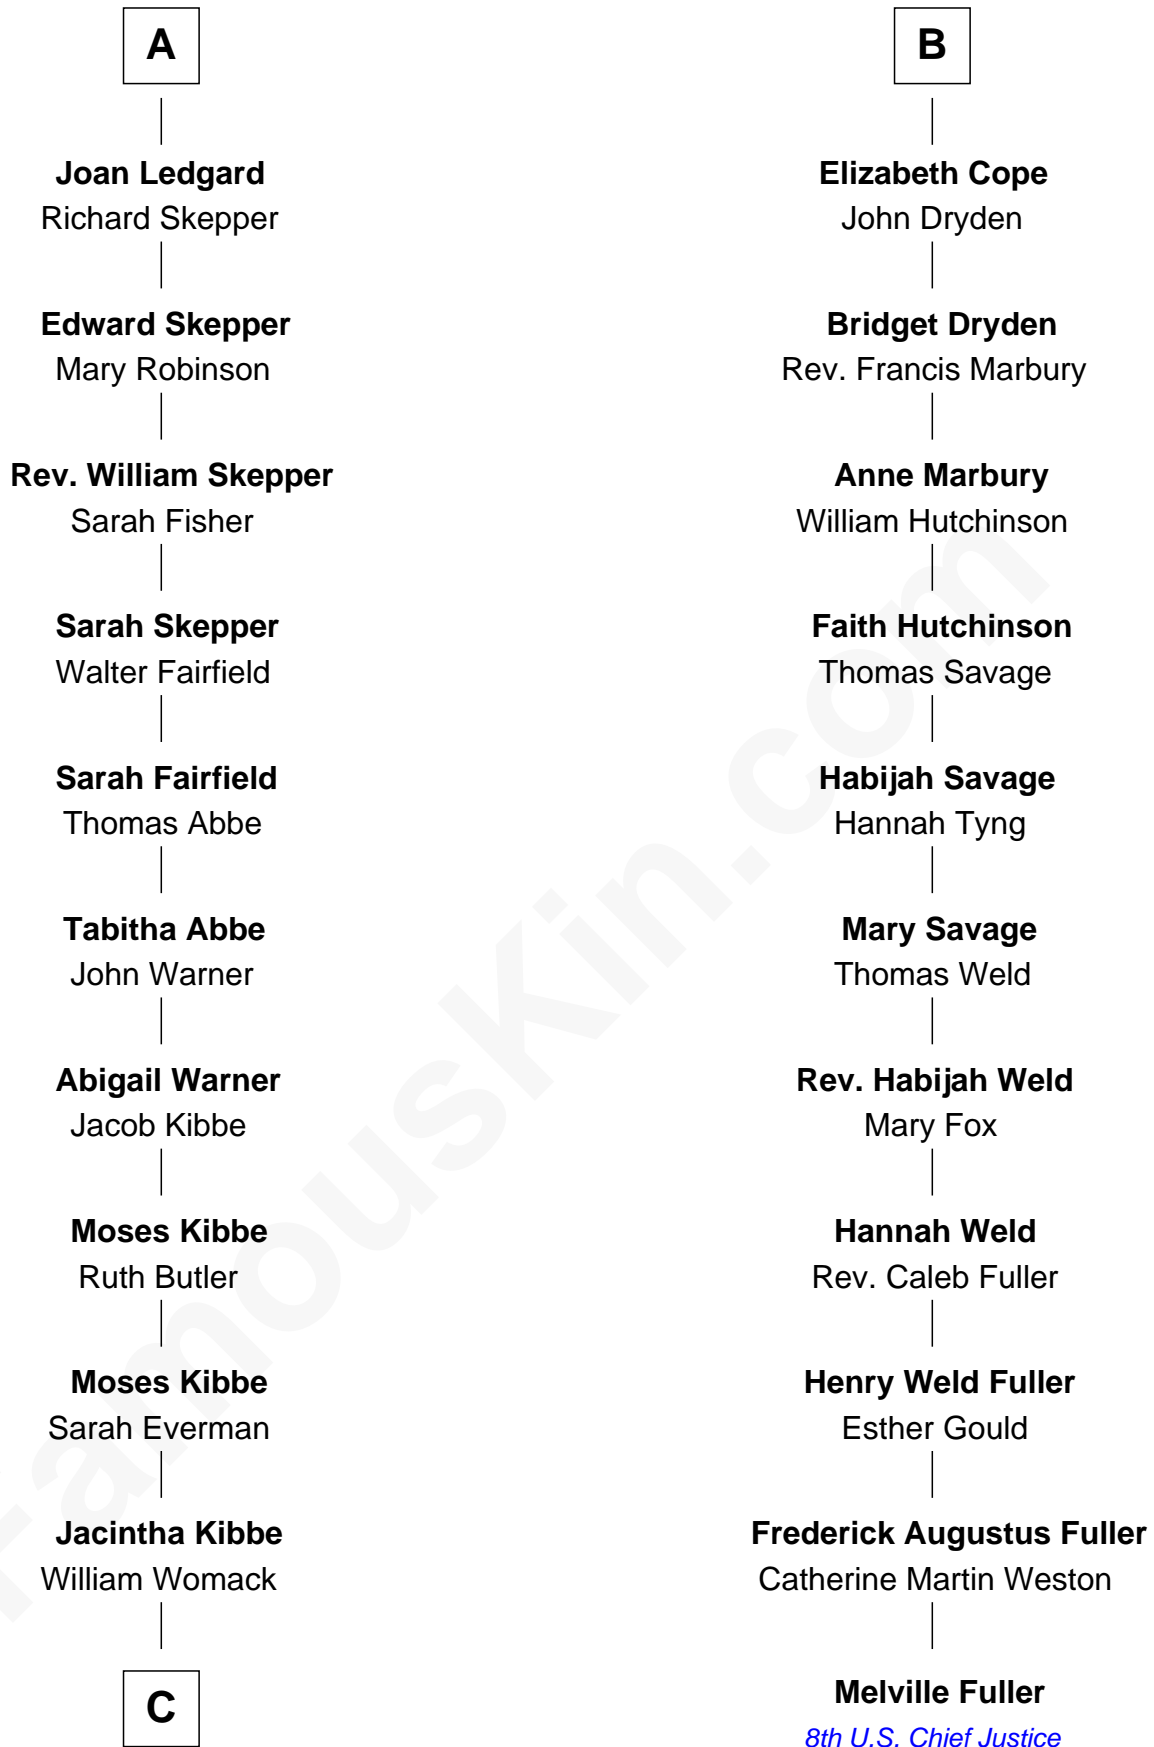 A
Joan Ledgard
Richard Skepper
Edward Skepper
Mary Robinson
Rev. William Skepper
Sarah Fisher
Sarah Skepper
Walter Fairfield
Sarah Fairfield
Thomas Abbe
Tabitha Abbe
John Warner
Abigail Warner
Jacob Kibbe
Moses Kibbe
Ruth Butler
Moses Kibbe
Sarah Everman
Jacintha Kibbe
William Womack
C
B
Elizabeth Cope
John Dryden
Bridget Dryden
Rev. Francis Marbury
Anne Marbury
William Hutchinson
Faith Hutchinson
Thomas Savage
Habijah Savage
Hannah Tyng
Mary Savage
Thomas Weld
Rev. Habijah Weld
Mary Fox
Hannah Weld
Rev. Caleb Fuller
Henry Weld Fuller
Esther Gould
Frederick Augustus Fuller
Catherine Martin Weston
Melville Fuller
8th U.S. Chief Justice
FamousKin.com